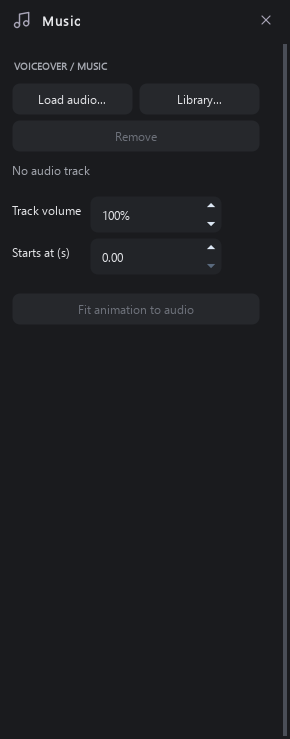 Music
VOICEOVER / MUSIC
Load audio... Library...
Remove
No audio track
Track volume 100%
Starts at (s) 0.00
Fit animation to audio